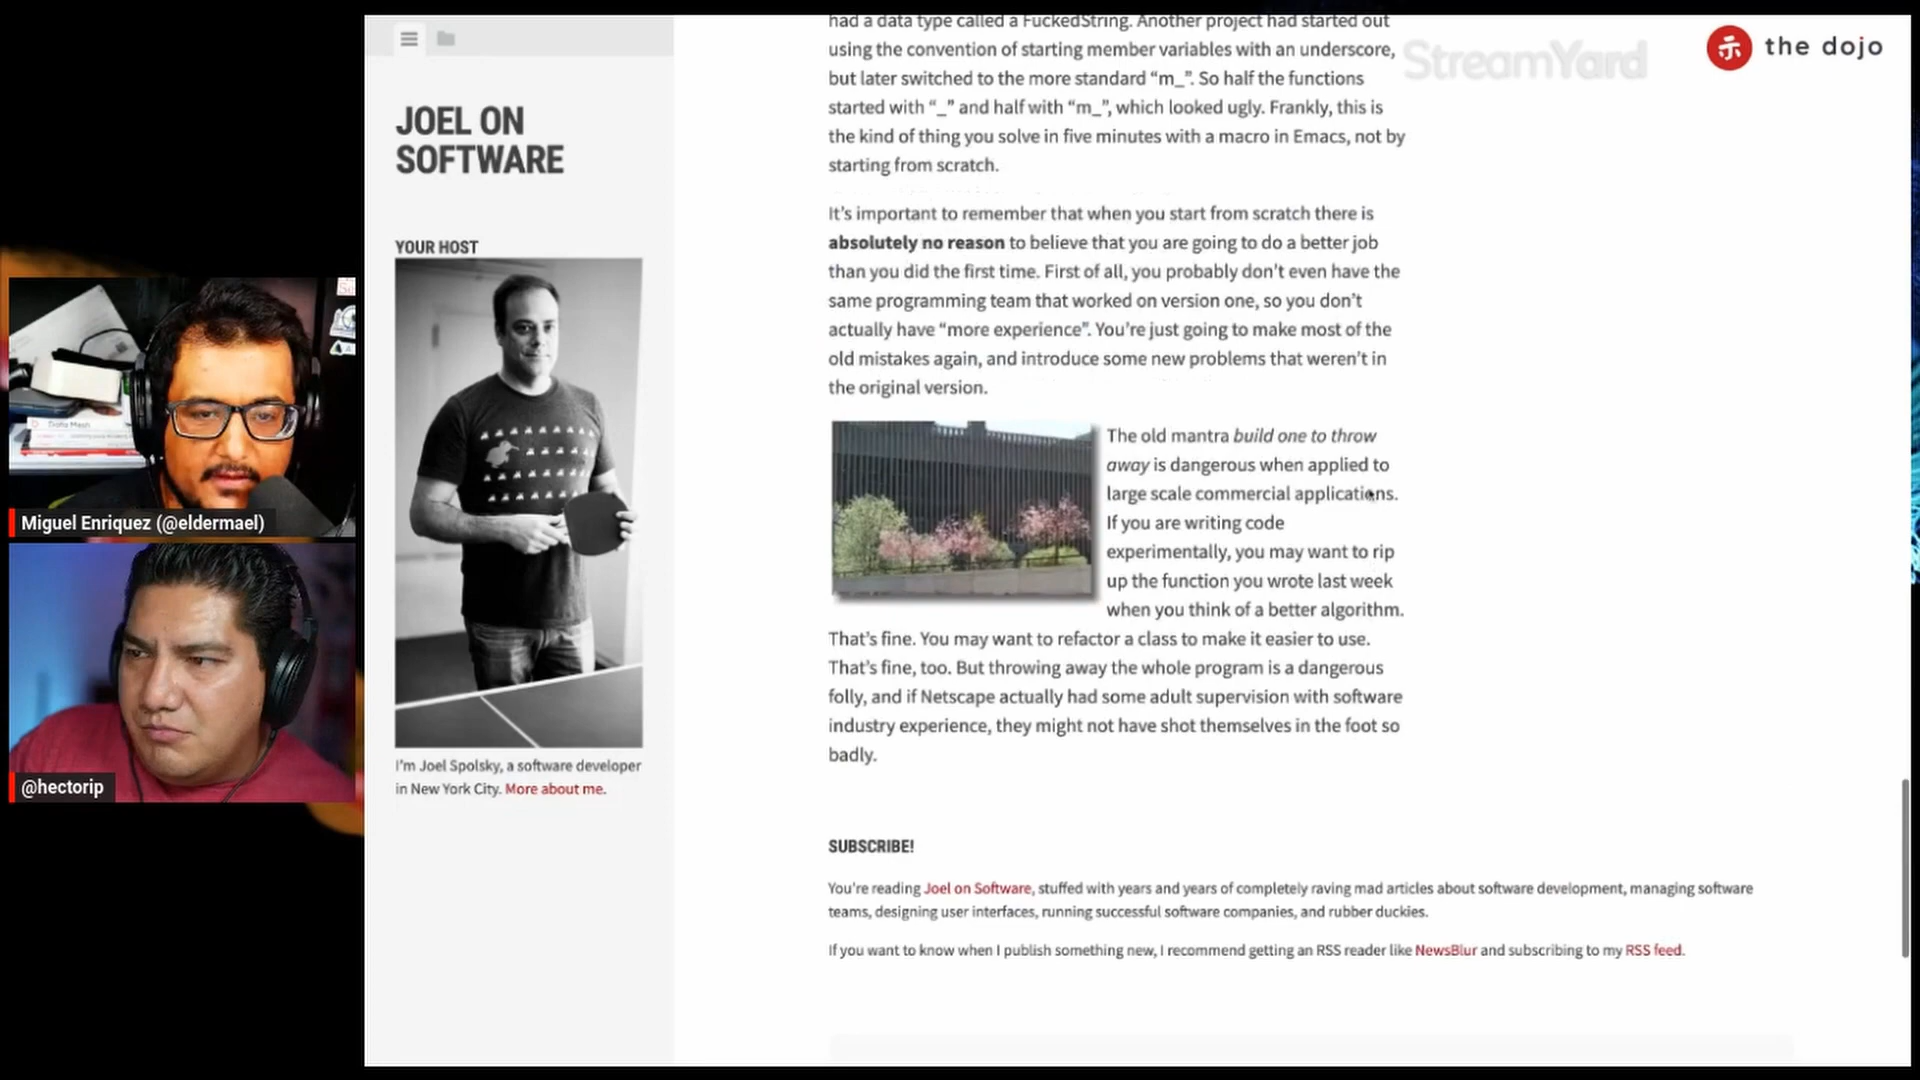 had a data type called a FuckedString. Another project had started out
using the convention of starting member variables with an underscore,
but later switched to the more standard “m_”. So half the functions
started with “_” and half with “m_”, which looked ugly. Frankly, this is
the kind of thing you solve in five minutes with a macro in Emacs, not by
starting from scratch.
StreamYard
the dojo
JOEL ON
SOFTWARE
YOUR HOST
I’m Joel Spolsky, a software developer
in New York City. More about me.
It’s important to remember that when you start from scratch there is
absolutely no reason to believe that you are going to do a better job
than you did the first time. First of all, you probably don’t even have the
same programming team that worked on version one, so you don’t
actually have “more experience”. You’re just going to make most of the
old mistakes again, and introduce some new problems that weren’t in
the original version.
The old mantra build one to throw
away is dangerous when applied to
large scale commercial applications.
If you are writing code
experimentally, you may want to rip
up the function you wrote last week
when you think of a better algorithm.
That’s fine. You may want to refactor a class to make it easier to use.
That’s fine, too. But throwing away the whole program is a dangerous
folly, and if Netscape actually had some adult supervision with software
industry experience, they might not have shot themselves in the foot so
badly.
SUBSCRIBE!
You’re reading Joel on Software, stuffed with years and years of completely raving mad articles about software development, managing software
teams, designing user interfaces, running successful software companies, and rubber duckies.
If you want to know when I publish something new, I recommend getting an RSS reader like NewsBlur and subscribing to my RSS feed.
Miguel Enriquez (@eldermael)
@hectorip